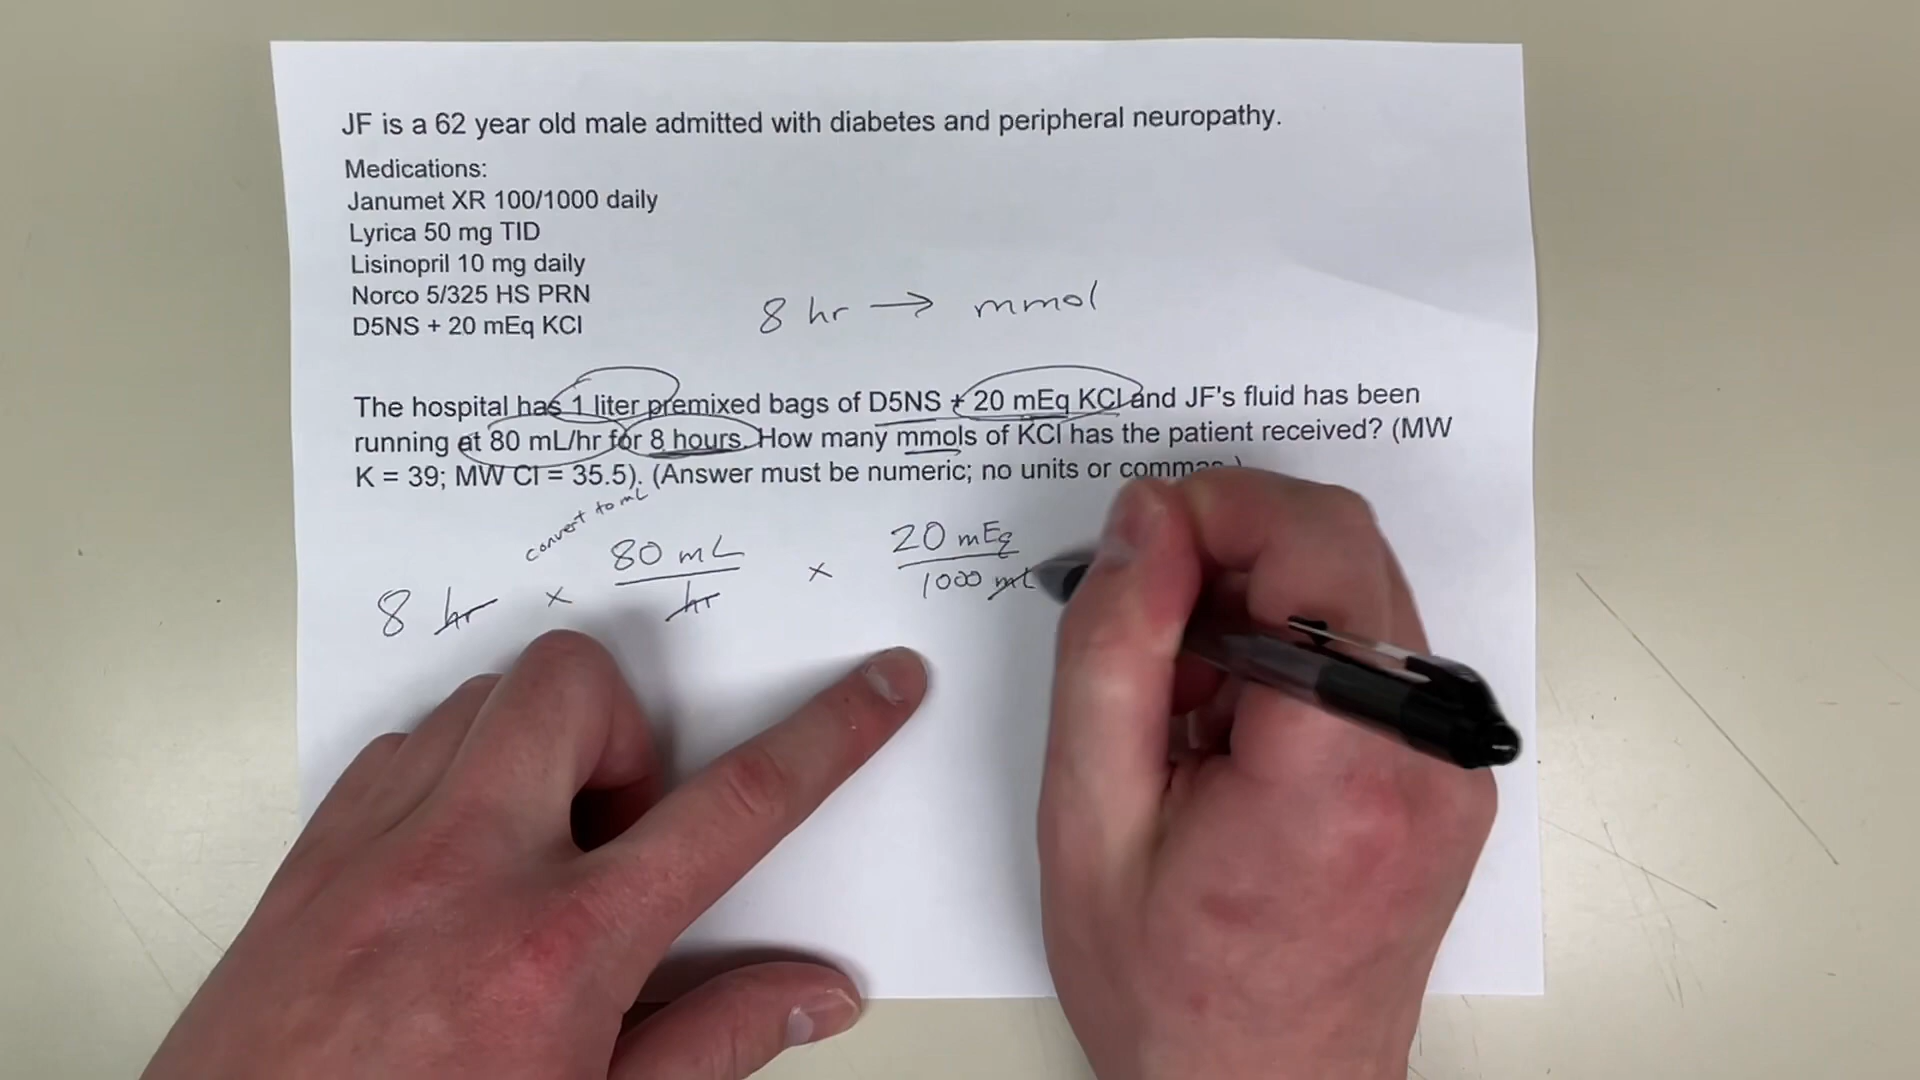 JF is a 62 year old male admitted with diabetes and peripheral neuropathy.
Medications:
Janumet XR 100/1000 daily
Lyrica 50 mg TID
Lisinopril 10 mg daily
Norco 5/325 HS PRN
D5NS + 20 mEq KCl
8 hr → mmol
The hospital has 1 liter premixed bags of D5NS + 20 mEq KCl and JF's fluid has been
running at 80 mL/hr for 8 hours. How many mmols of KCl has the patient received? (MW
K = 39; MW Cl = 35.5). (Answer must be numeric; no units or commas.)
convert to mL
8 hr × 80 mL / hr × 20 mEq / 1000 mL